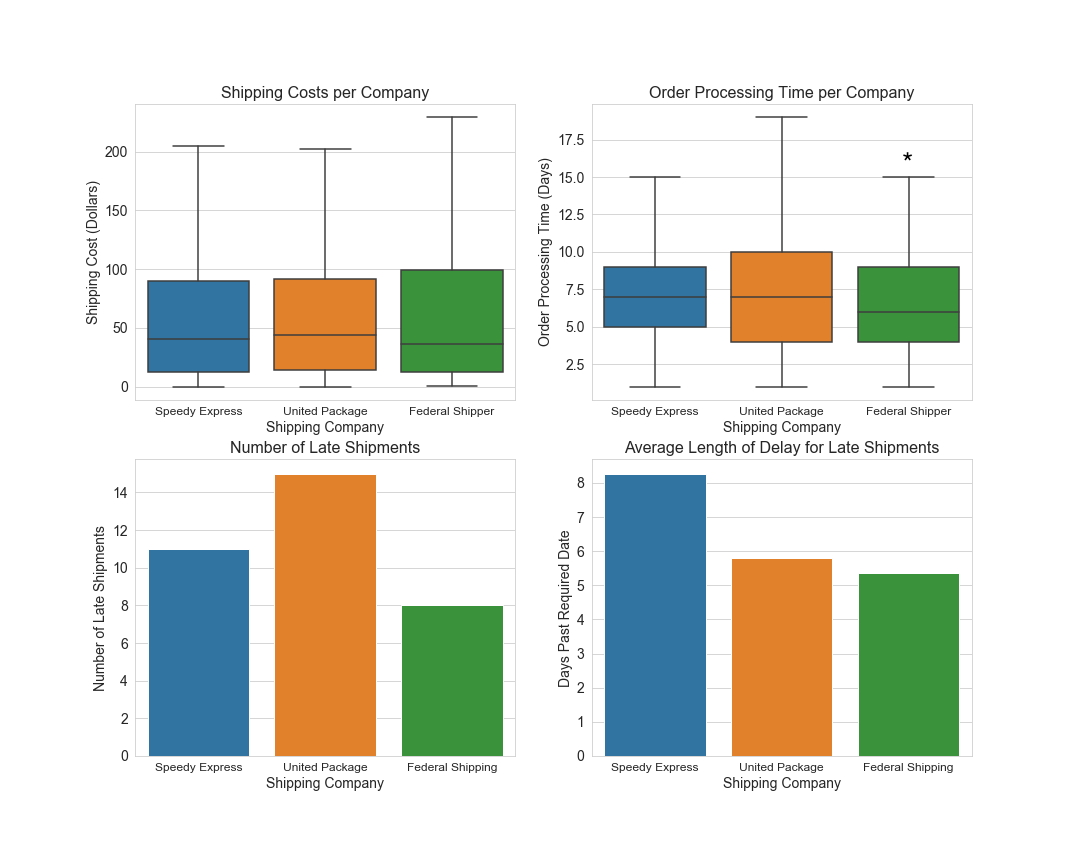 Shipping Costs per Company
Shipping Cost (Dollars)
200
150
100
50
0
Speedy Express United Package Federal Shipper
Shipping Company
Order Processing Time per Company
Order Processing Time (Days)
17.5
15.0
12.5
10.0
7.5
5.0
2.5
*
Speedy Express United Package Federal Shipper
Shipping Company
Number of Late Shipments
Number of Late Shipments
14
12
10
8
6
4
2
0
Speedy Express United Package Federal Shipping
Shipping Company
Average Length of Delay for Late Shipments
Days Past Required Date
8
7
6
5
4
3
2
1
0
Speedy Express United Package Federal Shipping
Shipping Company